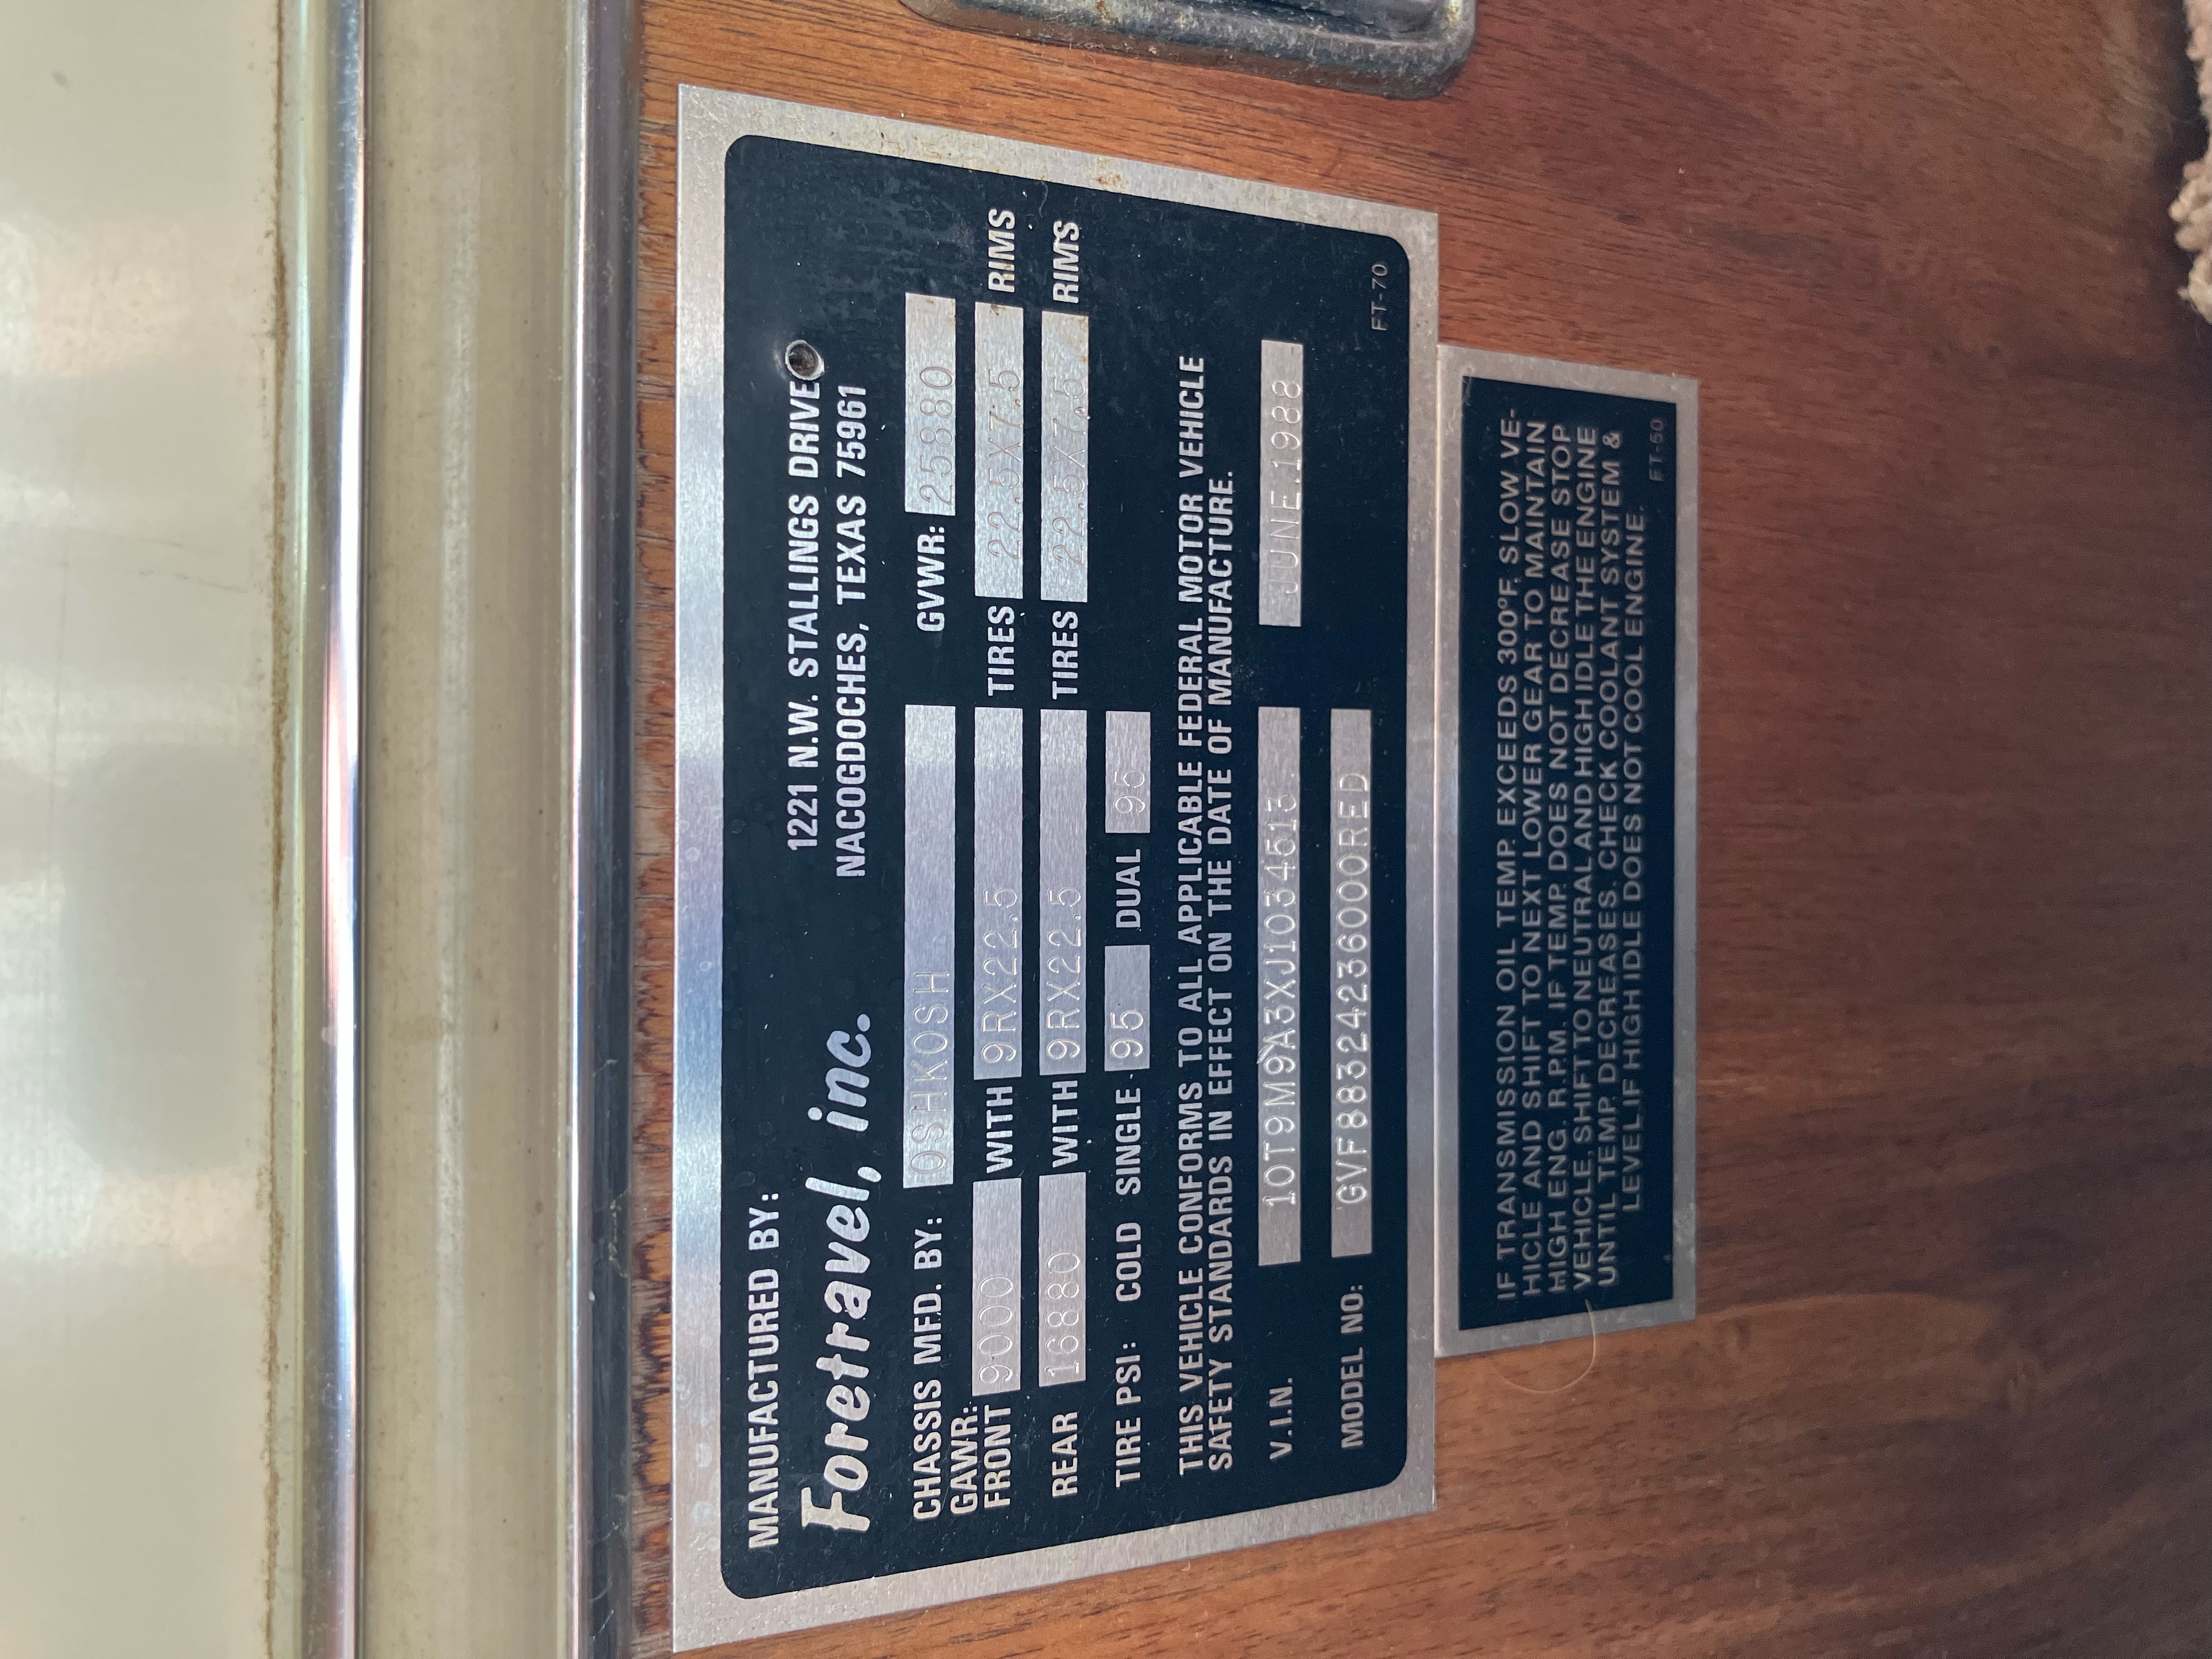 MANUFACTURED BY:
Foretravel, inc.
1221 N.W. STALLINGS DRIVE
NACOGDOCHES, TEXAS 75961
CHASSIS MFD. BY: OSHKOSH GVWR: 25880
GAWR:
FRONT 9000 WITH 9RX22.5 TIRES 22.5X7.5 RIMS
REAR 16880 WITH 9RX22.5 TIRES 22.5X7.5 RIMS
TIRE PSI: COLD SINGLE 95 DUAL 95
THIS VEHICLE CONFORMS TO ALL APPLICABLE FEDERAL MOTOR VEHICLE
SAFETY STANDARDS IN EFFECT ON THE DATE OF MANUFACTURE.
V.I.N. 10T9M9A3XJ1034513 JUNE.1988
MODEL NO: GVF88324236000RED
FT-70
IF TRANSMISSION OIL TEMP. EXCEEDS 300ºF. SLOW VE-
HICLE AND SHIFT TO NEXT LOWER GEAR TO MAINTAIN
HIGH ENG. R.P.M. IF TEMP. DOES NOT DECREASE STOP
VEHICLE, SHIFT TO NEUTRAL AND HIGH IDLE THE ENGINE
UNTIL TEMP. DECREASES. CHECK COOLANT SYSTEM &
LEVEL IF HIGH IDLE DOES NOT COOL ENGINE.
FT-50